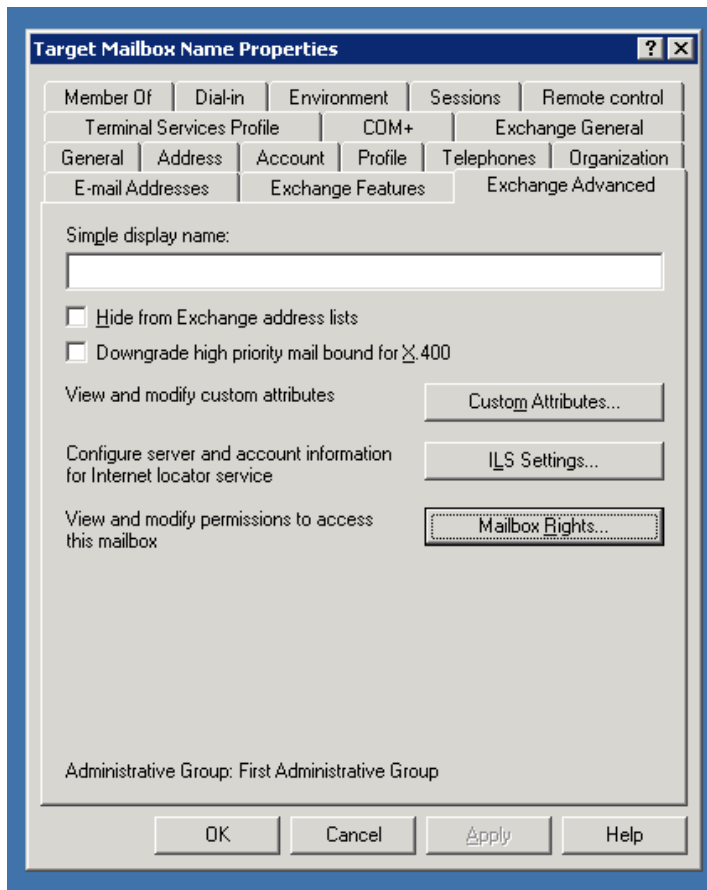 Target Mailbox Name Properties
Member Of Dial-in Environment Sessions Remote control
Terminal Services Profile COM+ Exchange General
General Address Account Profile Telephones Organization
E-mail Addresses Exchange Features Exchange Advanced
Simple display name:
Hide from Exchange address lists
Downgrade high priority mail bound for X.400
View and modify custom attributes
Custom Attributes...
Configure server and account information
for Internet locator service
ILS Settings...
View and modify permissions to access
this mailbox
Mailbox Rights...
Administrative Group: First Administrative Group
OK Cancel Apply Help